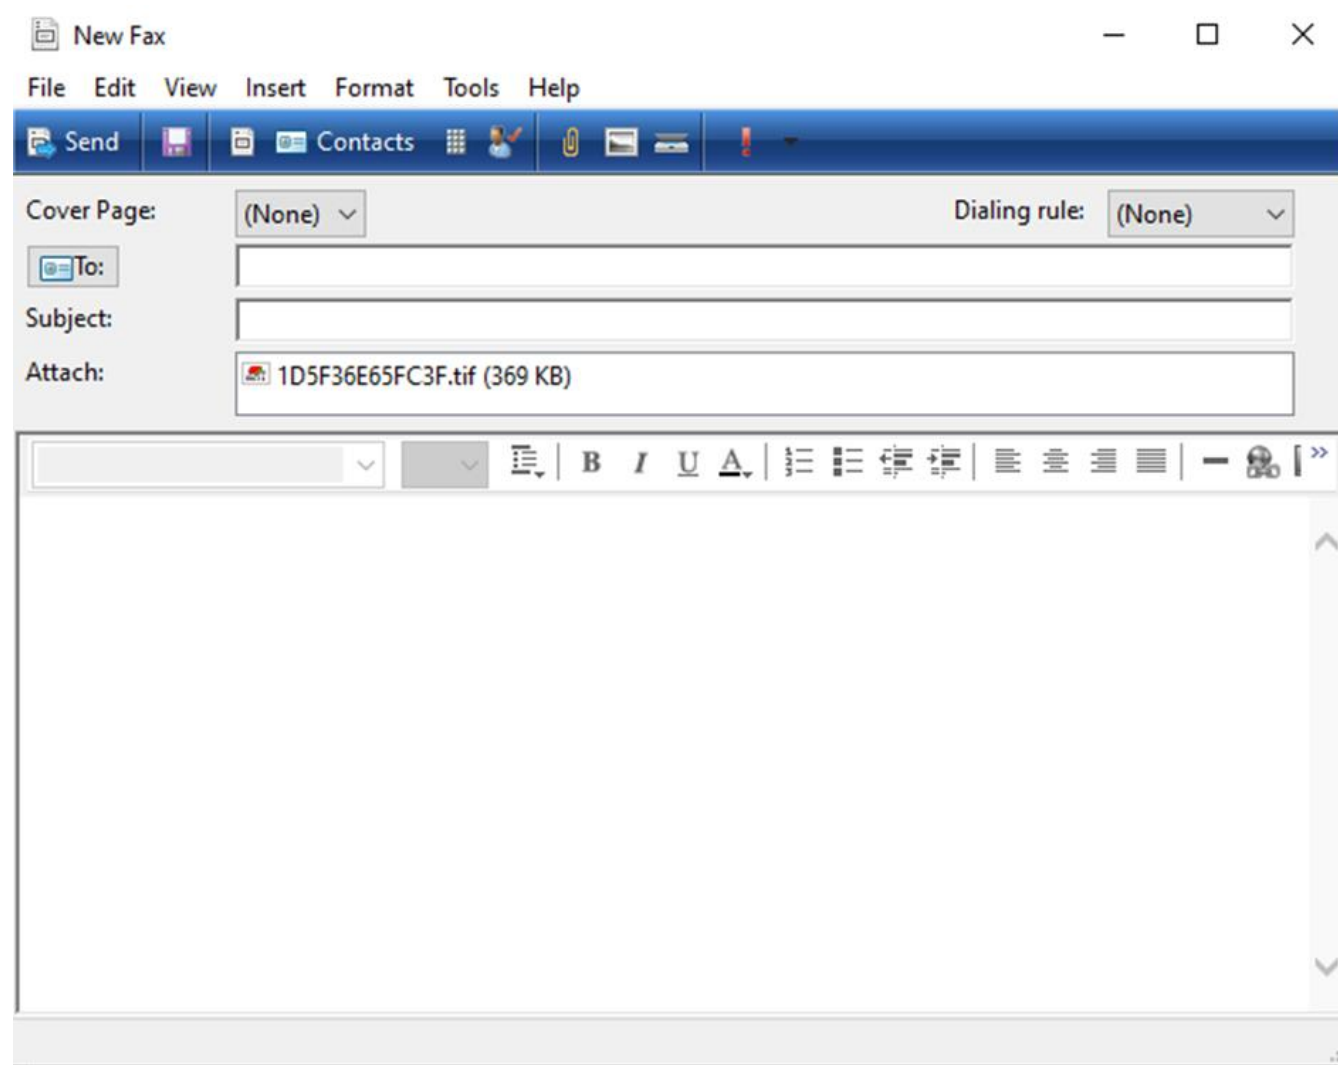 New Fax
File Edit View Insert Format Tools Help
Send Contacts
Cover Page: (None) Dialing rule: (None)
To:
Subject:
Attach: 1D5F36E65FC3F.tif (369 KB)
B I U A